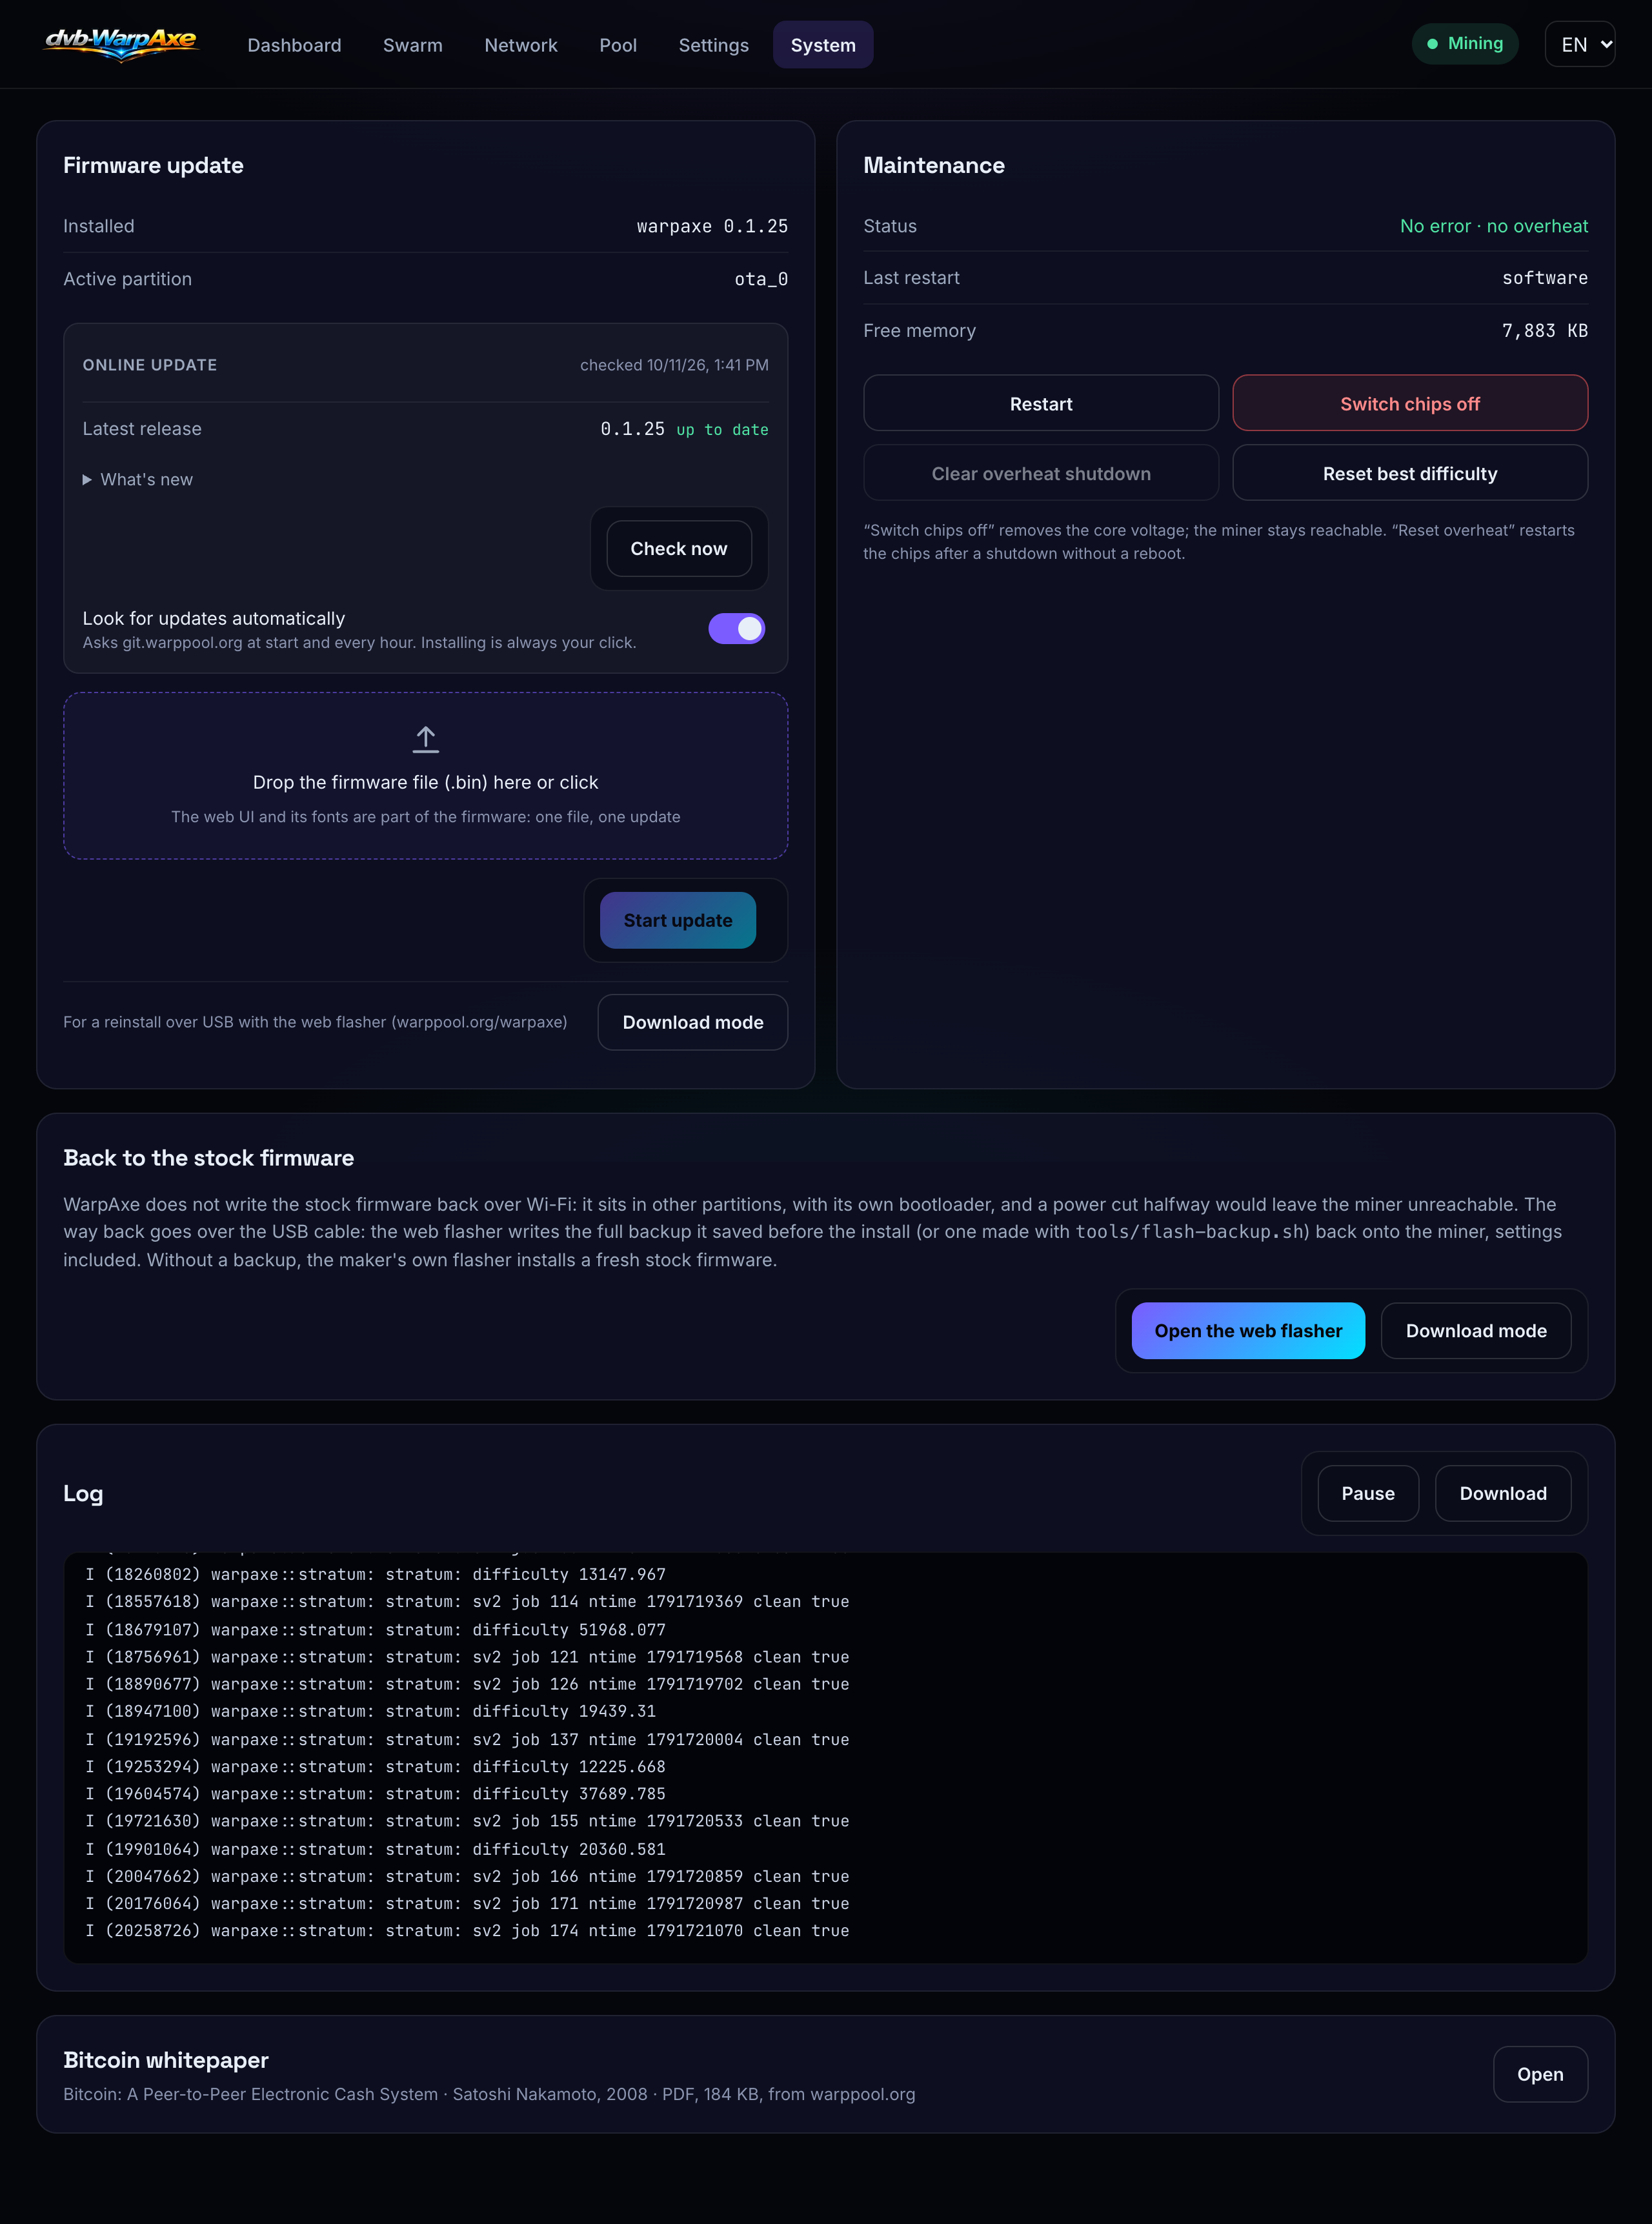 dvb-WarpAxe
Dashboard
Swarm
Network
Pool
Settings
System
Mining
EN
Firmware update
Installed
warpaxe 0.1.25
Active partition
ota_0
ONLINE UPDATE
checked 10/11/26, 1:41 PM
Latest release
0.1.25 up to date
What's new
Check now
Look for updates automatically
Asks git.warppool.org at start and every hour. Installing is always your click.
Drop the firmware file (.bin) here or click
The web UI and its fonts are part of the firmware: one file, one update
Start update
For a reinstall over USB with the web flasher (warppool.org/warpaxe)
Download mode
Maintenance
Status
No error · no overheat
Last restart
software
Free memory
7,883 KB
Restart
Switch chips off
Clear overheat shutdown
Reset best difficulty
“Switch chips off” removes the core voltage; the miner stays reachable. “Reset overheat” restarts
the chips after a shutdown without a reboot.
Back to the stock firmware
WarpAxe does not write the stock firmware back over Wi-Fi: it sits in other partitions, with its own bootloader, and a power cut halfway would leave the miner unreachable. The
way back goes over the USB cable: the web flasher writes the full backup it saved before the install (or one made with tools/flash-backup.sh) back onto the miner, settings
included. Without a backup, the maker's own flasher installs a fresh stock firmware.
Open the web flasher
Download mode
Log
Pause
Download
I (18260802) warpaxe::stratum: stratum: difficulty 13147.967
I (18557618) warpaxe::stratum: stratum: sv2 job 114 ntime 1791719369 clean true
I (18679107) warpaxe::stratum: stratum: difficulty 51968.077
I (18756961) warpaxe::stratum: stratum: sv2 job 121 ntime 1791719568 clean true
I (18890677) warpaxe::stratum: stratum: sv2 job 126 ntime 1791719702 clean true
I (18947100) warpaxe::stratum: stratum: difficulty 19439.31
I (19192596) warpaxe::stratum: stratum: sv2 job 137 ntime 1791720004 clean true
I (19253294) warpaxe::stratum: stratum: difficulty 12225.668
I (19604574) warpaxe::stratum: stratum: difficulty 37689.785
I (19721630) warpaxe::stratum: stratum: sv2 job 155 ntime 1791720533 clean true
I (19901064) warpaxe::stratum: stratum: difficulty 20360.581
I (20047662) warpaxe::stratum: stratum: sv2 job 166 ntime 1791720859 clean true
I (20176064) warpaxe::stratum: stratum: sv2 job 171 ntime 1791720987 clean true
I (20258726) warpaxe::stratum: stratum: sv2 job 174 ntime 1791721070 clean true
Bitcoin whitepaper
Bitcoin: A Peer-to-Peer Electronic Cash System · Satoshi Nakamoto, 2008 · PDF, 184 KB, from warppool.org
Open